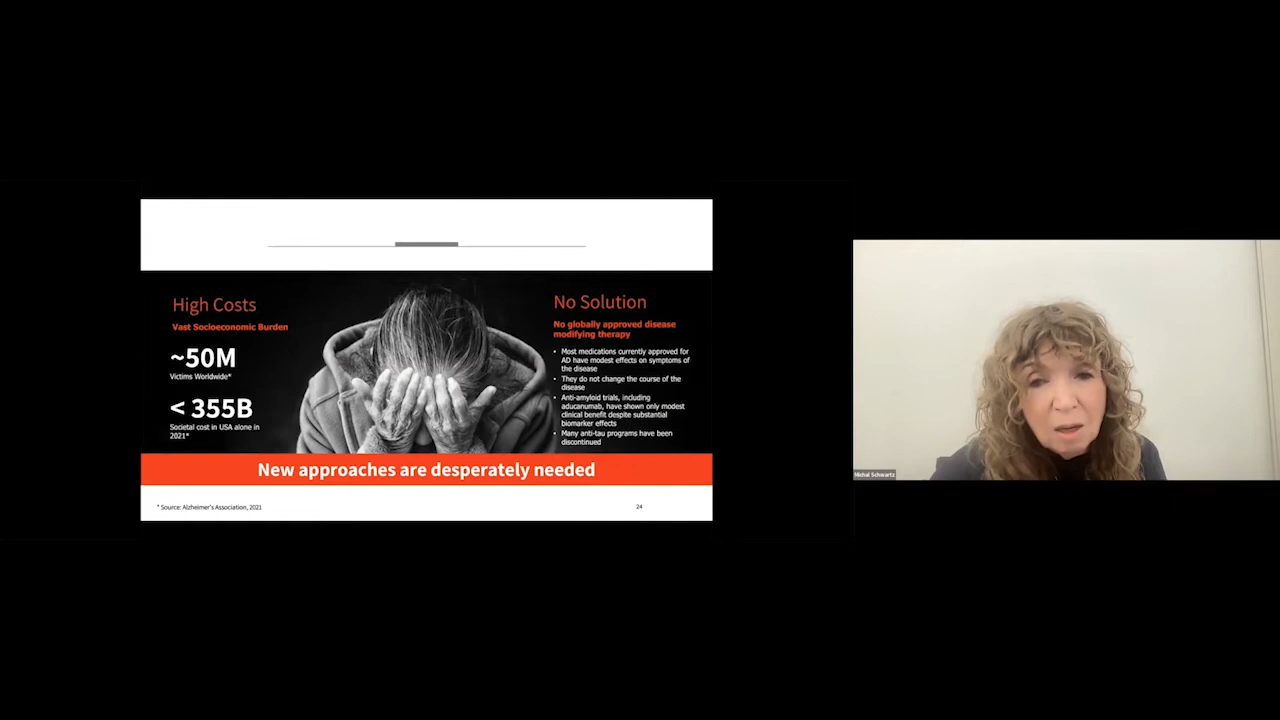 High Costs
Vast Socioeconomic Burden
~50M
Victims Worldwide*
< 355B
Societal cost in USA alone in
2021*
No Solution
No globally approved disease
modifying therapy
• Most medications currently approved for
AD have modest effects on symptoms of
the disease
• They do not change the course of the
disease
• Anti-amyloid trials, including
aducanumab, have shown only modest
clinical benefit despite substantial
biomarker effects
• Many anti-tau programs have been
discontinued
New approaches are desperately needed
* Source: Alzheimer's Association, 2021
24
Michal Schwartz